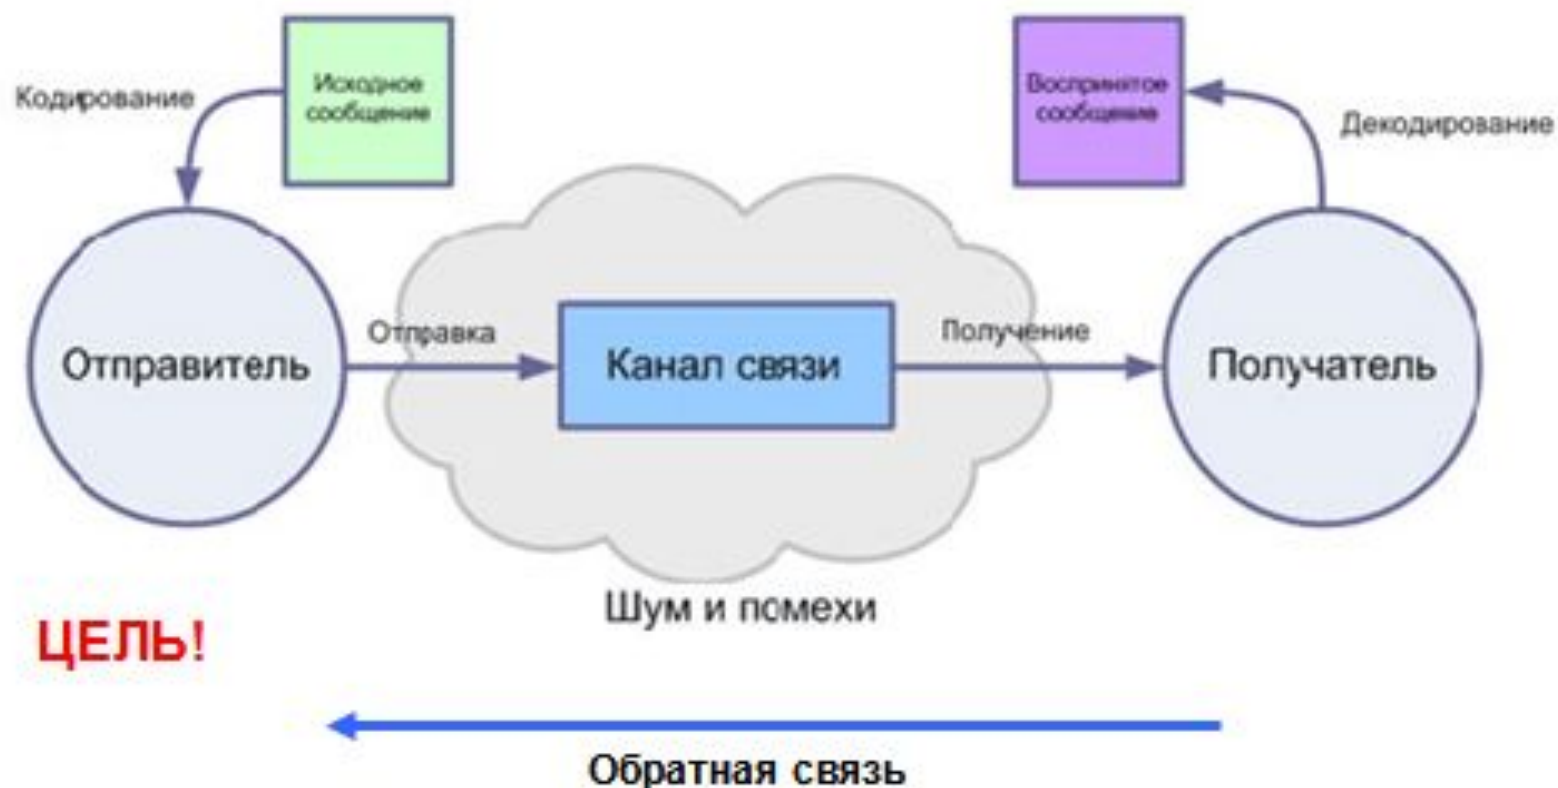 Кодирование
Исходное
сообщение
Воспринятое
сообщение
Декодирование
Отправитель
Отправка
Канал связи
Получение
Получатель
Шум и помехи
ЦЕЛЬ!
Обратная связь